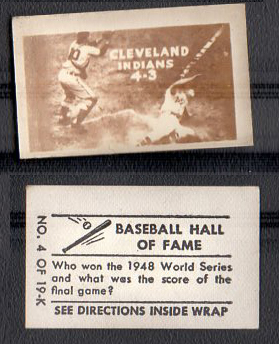 CLEVELAND
INDIANS
4-3
NO. 4 OF 19-K
BASEBALL HALL
OF FAME
Who won the 1948 World Series
and what was the score of the
final game?
SEE DIRECTIONS INSIDE WRAP